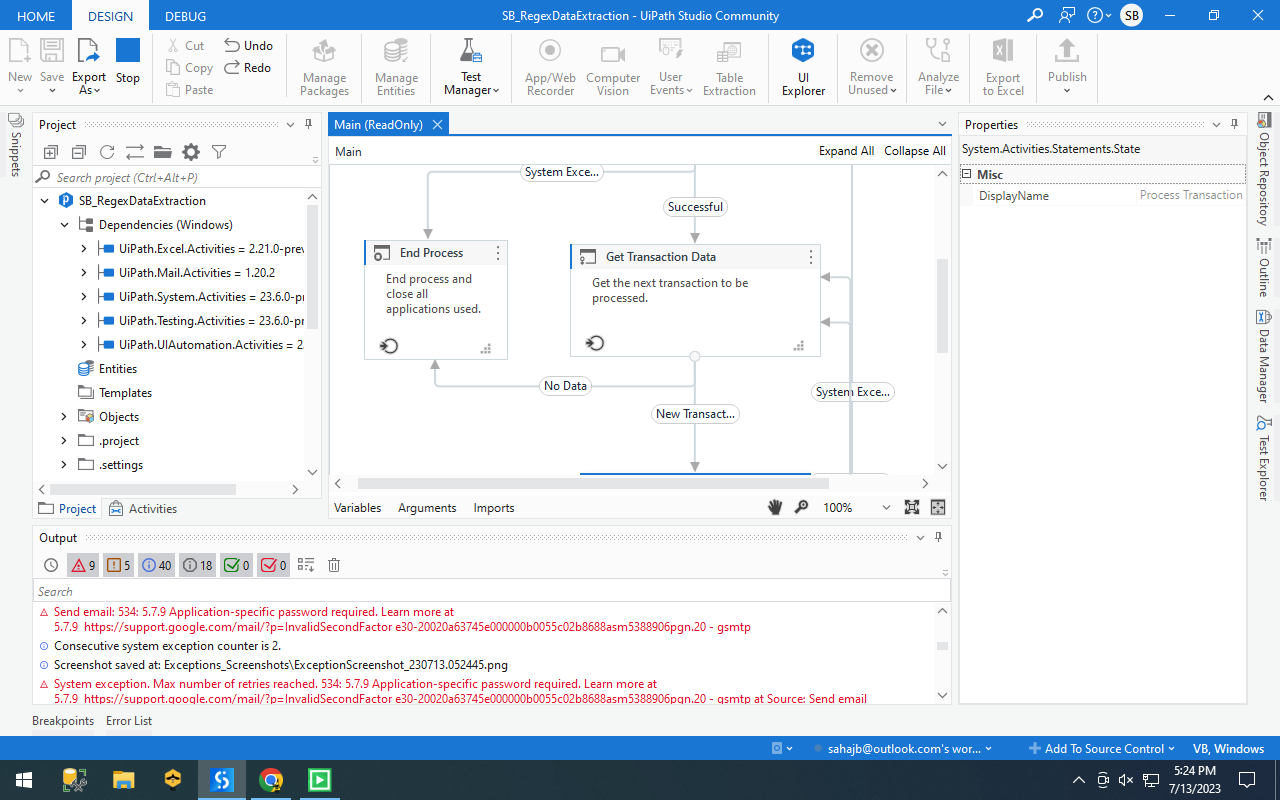 HOME DESIGN DEBUG SB_RegexDataExtraction - UiPath Studio Community SB
New Save Export As Stop
Cut Copy Paste Undo Redo
Manage Packages
Manage Entities
Test Manager
App/Web Recorder
Computer Vision
User Events
Table Extraction
UI Explorer
Remove Unused
Analyze File
Export to Excel
Publish
Snippets
Project
Search project (Ctrl+Alt+P)
SB_RegexDataExtraction
Dependencies (Windows)
UiPath.Excel.Activities = 2.21.0-prev
UiPath.Mail.Activities = 1.20.2
UiPath.System.Activities = 23.6.0-pr
UiPath.Testing.Activities = 23.6.0-pr
UiPath.UIAutomation.Activities = 2
Entities
Templates
Objects
.project
.settings
Project Activities
Main (ReadOnly)
Main Expand All Collapse All
System Exce...
Successful
End Process
End process and
close all
applications used.
Get Transaction Data
Get the next transaction to be
processed.
No Data
System Exce...
New Transact...
Variables Arguments Imports 100%
Properties
System.Activities.Statements.State
Misc
DisplayName Process Transaction
Object Repository
Outline
Data Manager
Test Explorer
Output
9 5 40 18 0 0
Search
Send email: 534: 5.7.9 Application-specific password required. Learn more at
5.7.9 https://support.google.com/mail/?p=InvalidSecondFactor e30-20020a63745e000000b0055c02b8688asm5388906pgn.20 - gsmtp
Consecutive system exception counter is 2.
Screenshot saved at: Exceptions_Screenshots\ExceptionScreenshot_230713.052445.png
System exception. Max number of retries reached. 534: 5.7.9 Application-specific password required. Learn more at
5.7.9 https://support.google.com/mail/?p=InvalidSecondFactor e30-20020a63745e000000b0055c02b8688asm5388906pgn.20 - gsmtp at Source: Send email
Breakpoints Error List
sahajb@outlook.com's wor... Add To Source Control VB, Windows
5:24 PM
7/13/2023